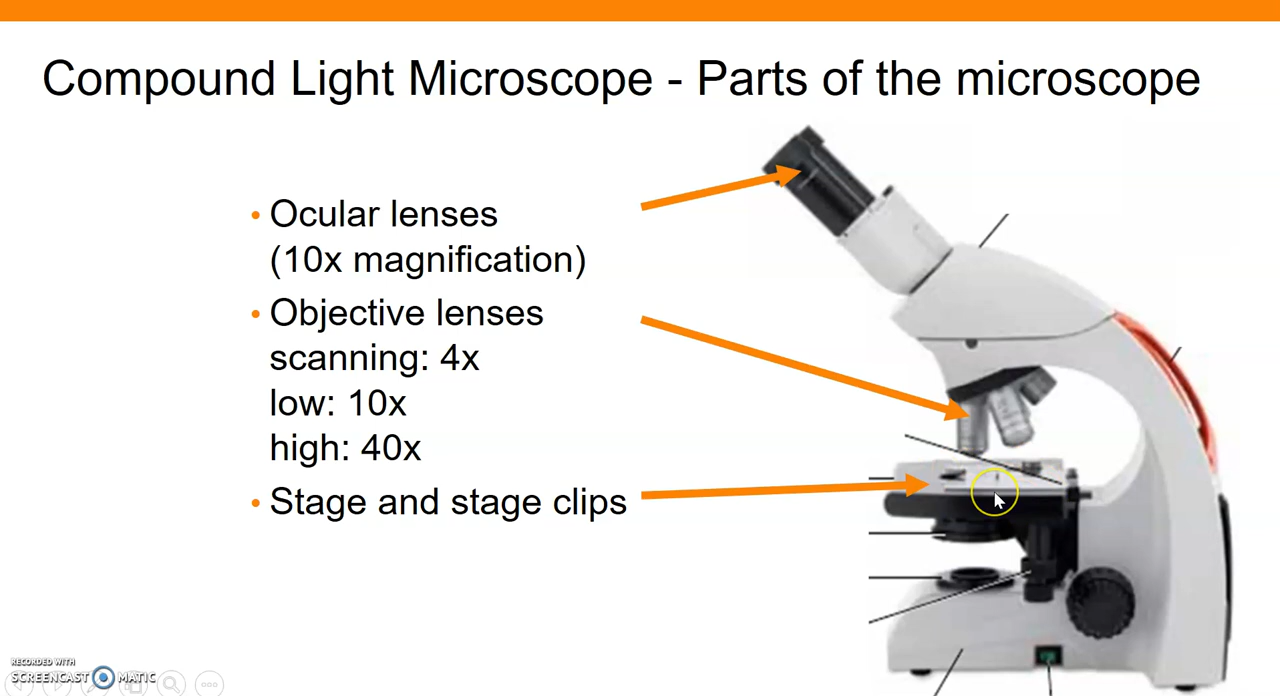 Compound Light Microscope - Parts of the microscope
• Ocular lenses
(10x magnification)
• Objective lenses
scanning: 4x
low: 10x
high: 40x
• Stage and stage clips
RECORDED WITH
SCREENCAST MATIC